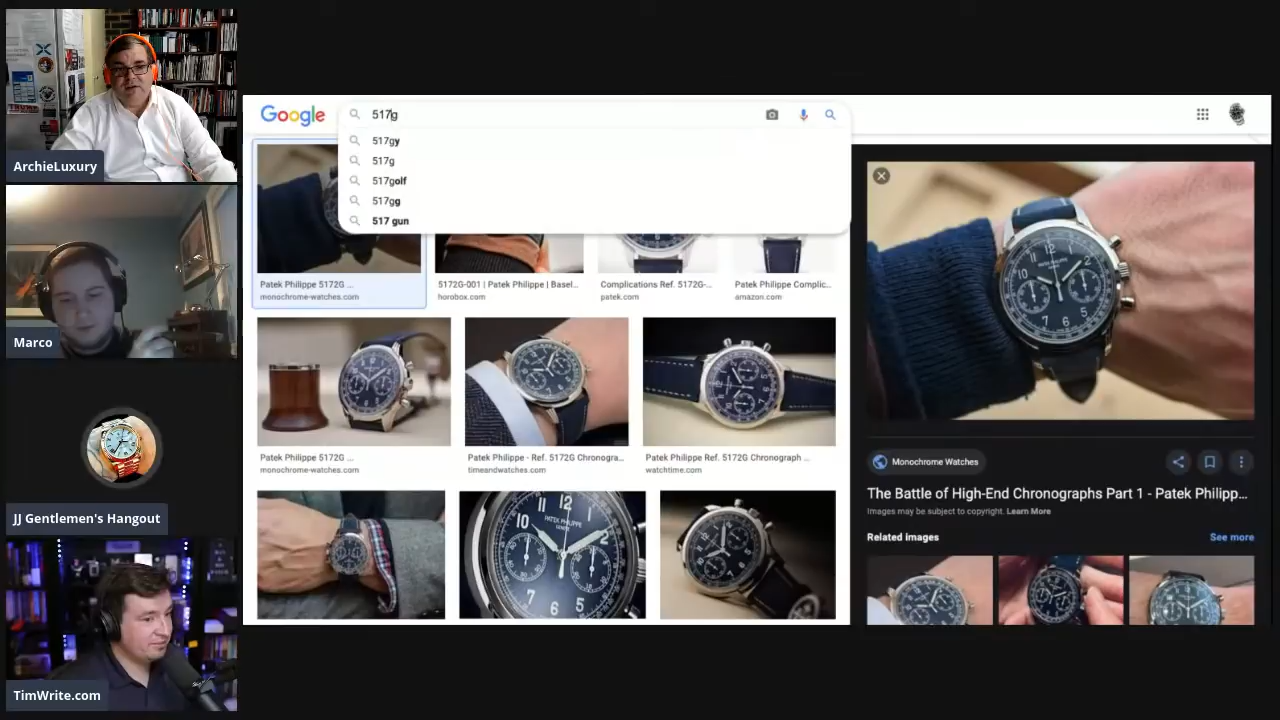 ArchieLuxury
Marco
JJ Gentlemen's Hangout
TimWrite.com
Google
517g
517gy
517g
517golf
517gg
517 gun
Patek Philippe 5172G ...
monochrome-watches.com
5172G-001 | Patek Philippe | Basel...
horobox.com
Complications Ref. 5172G-...
patek.com
Patek Philippe Complic...
amazon.com
Patek Philippe 5172G ...
monochrome-watches.com
Patek Philippe - Ref. 5172G Chronogra...
timeandwatches.com
Patek Philippe Ref. 5172G Chronograph ...
watchtime.com
PATEK PHILIPPE
GENEVE
Monochrome Watches
The Battle of High-End Chronographs Part 1 - Patek Philipp...
Images may be subject to copyright. Learn More
Related images
See more